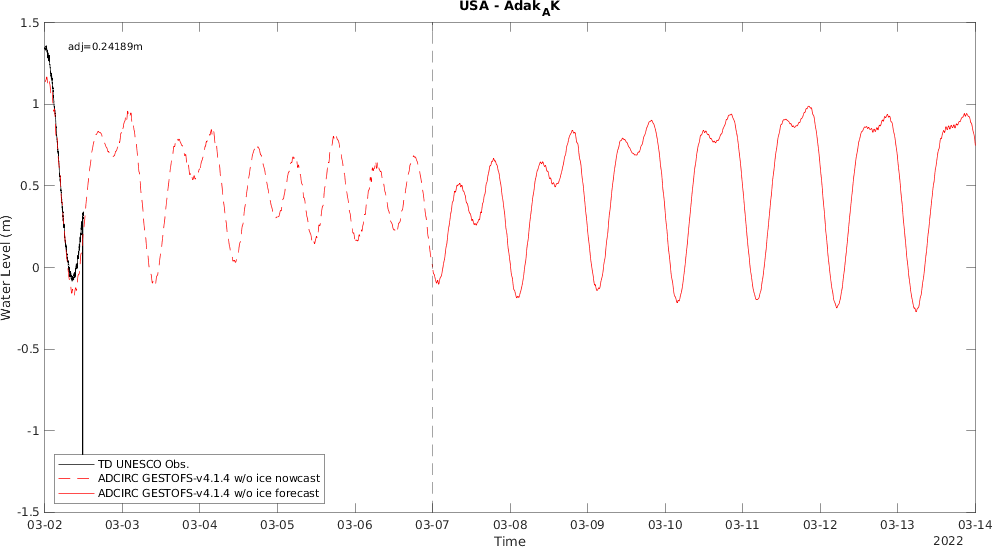 USA - Adak_AK
1.5
adj=0.24189m
1
0.5
0
-0.5
-1
-1.5
Water Level (m)
TD UNESCO Obs.
ADCIRC GESTOFS-v4.1.4 w/o ice nowcast
ADCIRC GESTOFS-v4.1.4 w/o ice forecast
03-02 03-03 03-04 03-05 03-06 03-07 03-08 03-09 03-10 03-11 03-12 03-13 03-14
Time
2022